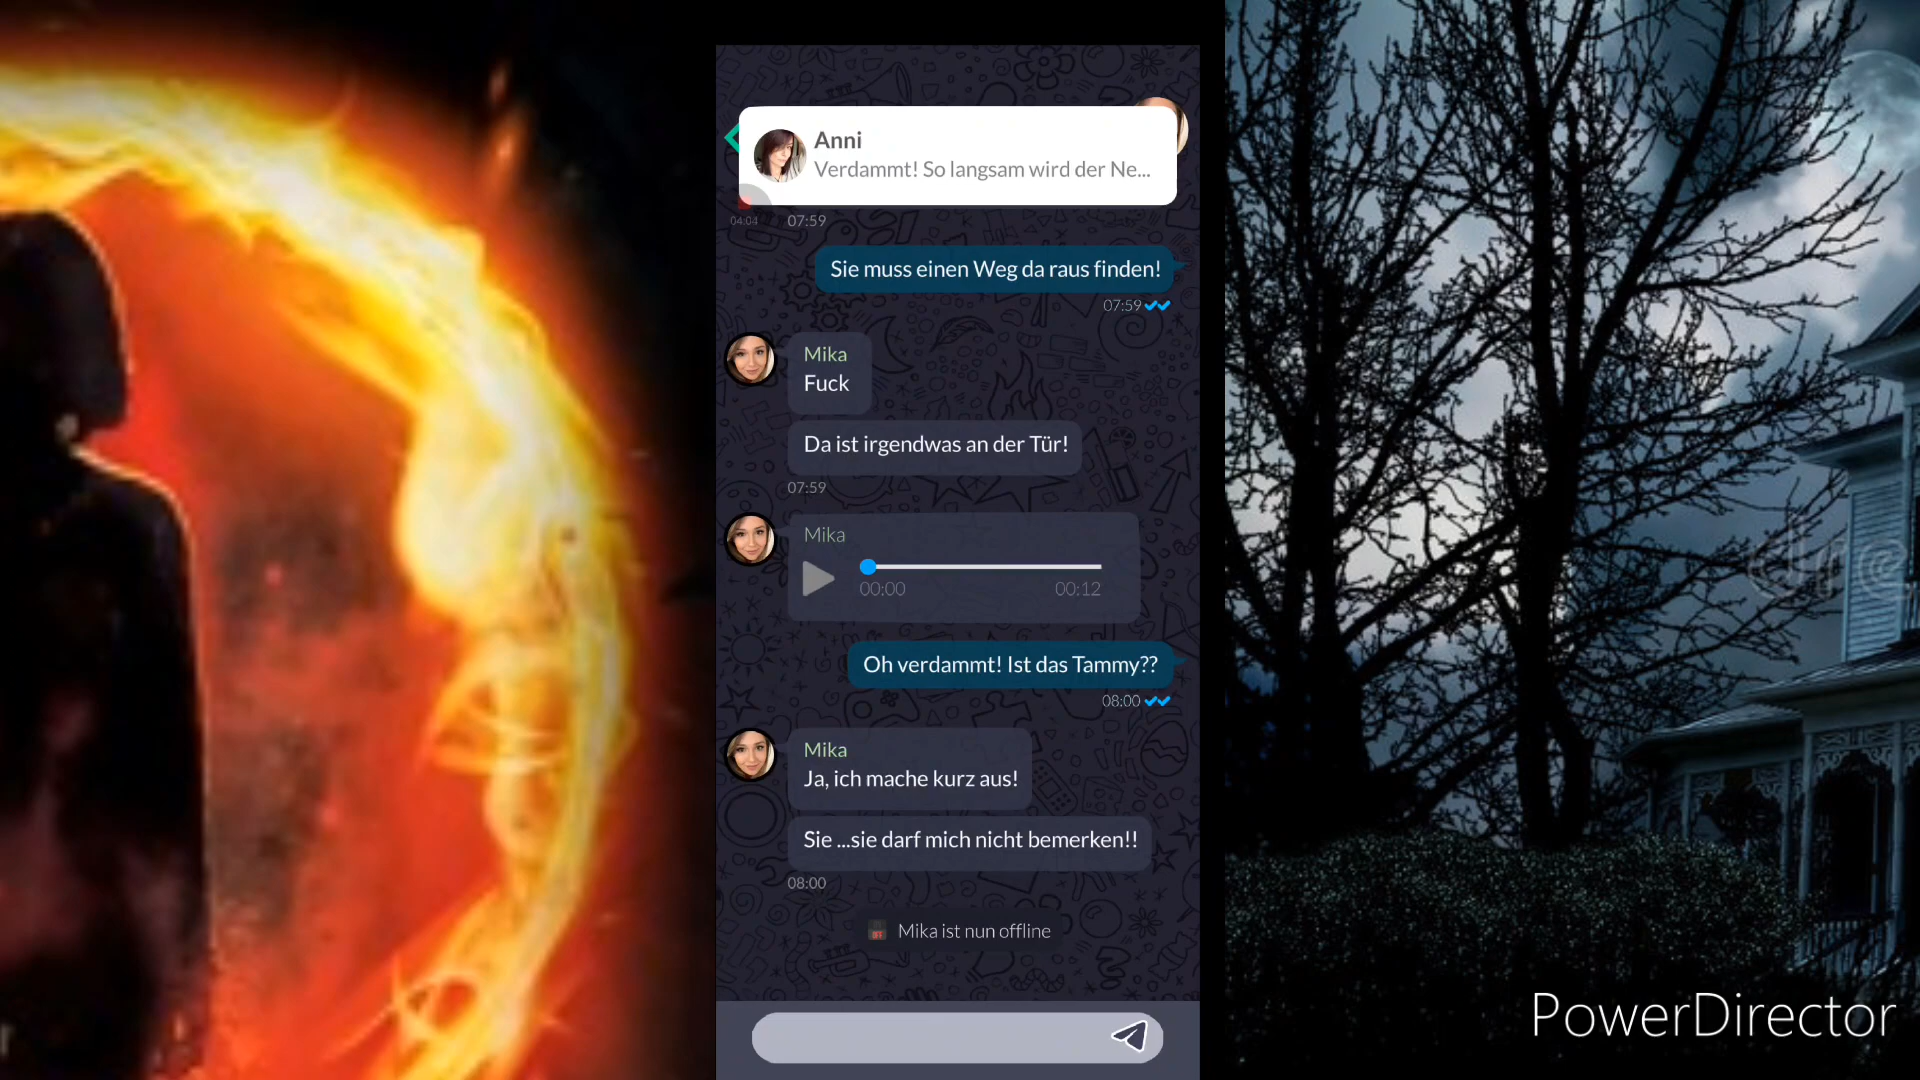 Anni
Verdammt! So langsam wird der Ne...
04:04
07:59
Sie muss einen Weg da raus finden!
07:59
Mika
Fuck
Da ist irgendwas an der Tür!
07:59
Mika
00:00
00:12
Oh verdammt! Ist das Tammy??
08:00
Mika
Ja, ich mache kurz aus!
Sie ...sie darf mich nicht bemerken!!
08:00
OFF
Mika ist nun offline
PowerDirector